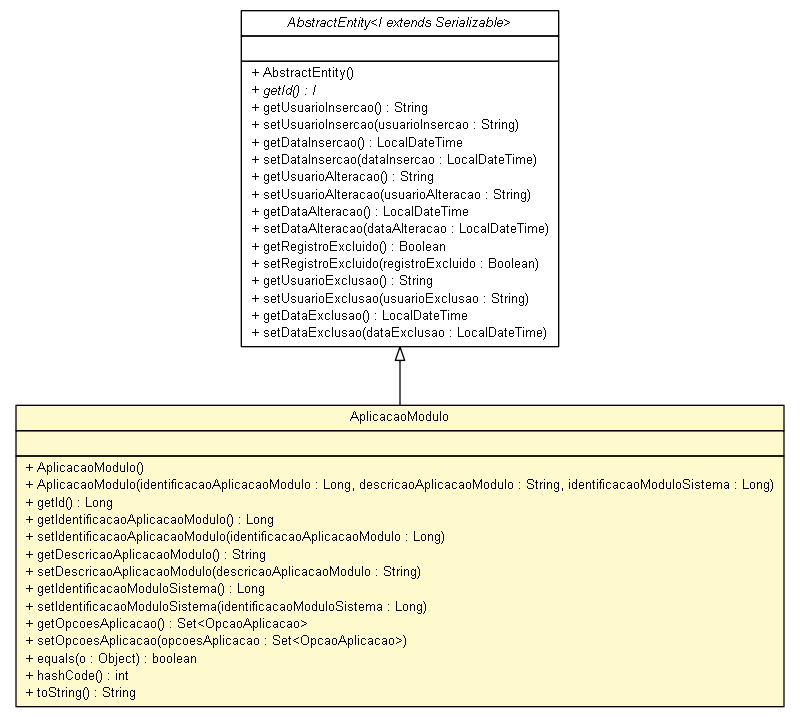 AbstractEntity<I extends Serializable>
+ AbstractEntity()
+ getId() : I
+ getUsuarioInsercao() : String
+ setUsuarioInsercao(usuarioInsercao : String)
+ getDataInsercao() : LocalDateTime
+ setDataInsercao(dataInsercao : LocalDateTime)
+ getUsuarioAlteracao() : String
+ setUsuarioAlteracao(usuarioAlteracao : String)
+ getDataAlteracao() : LocalDateTime
+ setDataAlteracao(dataAlteracao : LocalDateTime)
+ getRegistroExcluido() : Boolean
+ setRegistroExcluido(registroExcluido : Boolean)
+ getUsuarioExclusao() : String
+ setUsuarioExclusao(usuarioExclusao : String)
+ getDataExclusao() : LocalDateTime
+ setDataExclusao(dataExclusao : LocalDateTime)
AplicacaoModulo
+ AplicacaoModulo()
+ AplicacaoModulo(identificacaoAplicacaoModulo : Long, descricaoAplicacaoModulo : String, identificacaoModuloSistema : Long)
+ getId() : Long
+ getIdentificacaoAplicacaoModulo() : Long
+ setIdentificacaoAplicacaoModulo(identificacaoAplicacaoModulo : Long)
+ getDescricaoAplicacaoModulo() : String
+ setDescricaoAplicacaoModulo(descricaoAplicacaoModulo : String)
+ getIdentificacaoModuloSistema() : Long
+ setIdentificacaoModuloSistema(identificacaoModuloSistema : Long)
+ getOpcoesAplicacao() : Set<OpcaoAplicacao>
+ setOpcoesAplicacao(opcoesAplicacao : Set<OpcaoAplicacao>)
+ equals(o : Object) : boolean
+ hashCode() : int
+ toString() : String